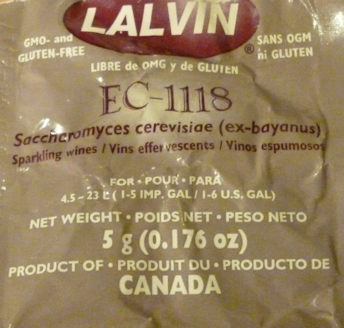 LALVIN®
GMO- and
GLUTEN-FREE
SANS OGM
ni GLUTEN
LIBRE de OMG y de GLUTEN
EC-1118
Saccharomyces cerevisiae (ex-bayanus)
Sparkling wines / Vins effervescents / Vinos espumosos
FOR • POUR • PARA
4.5 - 23 L ( 1-5 IMP. GAL / 1-6 U.S. GAL)
NET WEIGHT • POIDS NET • PESO NETO
5 g (0.176 oz)
PRODUCT OF • PRODUIT DU • PRODUCTO DE
CANADA